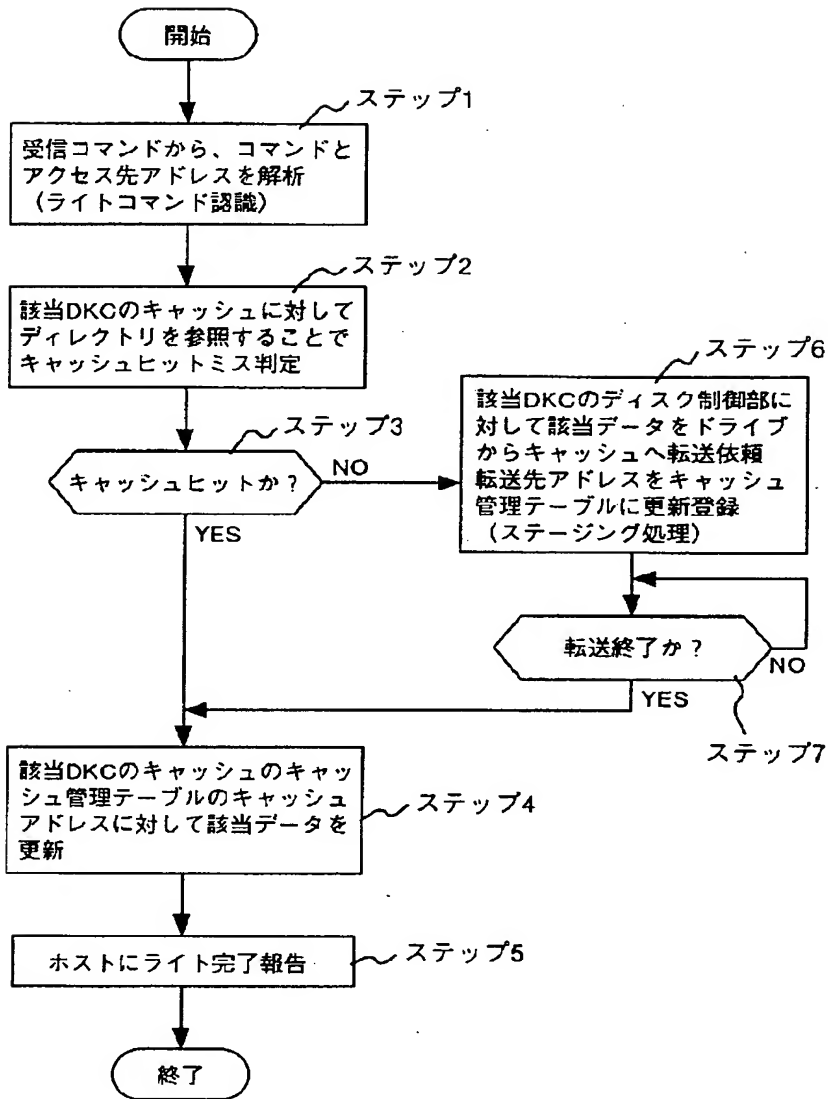 開始
ステップ1
受信コマンドから、コマンドと
アクセス先アドレスを解析
(ライトコマンド認識)
ステップ2
該当DKCのキャッシュに対して
ディレクトリを参照することで
キャッシュヒットミス判定
ステップ3
キャッシュヒットか?
NO
YES
ステップ6
該当DKCのディスク制御部に
対して該当データをドライブ
からキャッシュへ転送依頼
転送先アドレスをキャッシュ
管理テーブルに更新登録
(ステージング処理)
転送終了か?
NO
YES
ステップ7
該当DKCのキャッシュのキャッ
シュ管理テーブルのキャッシュ
アドレスに対して該当データを
更新
ステップ4
ホストにライト完了報告
ステップ5
終了